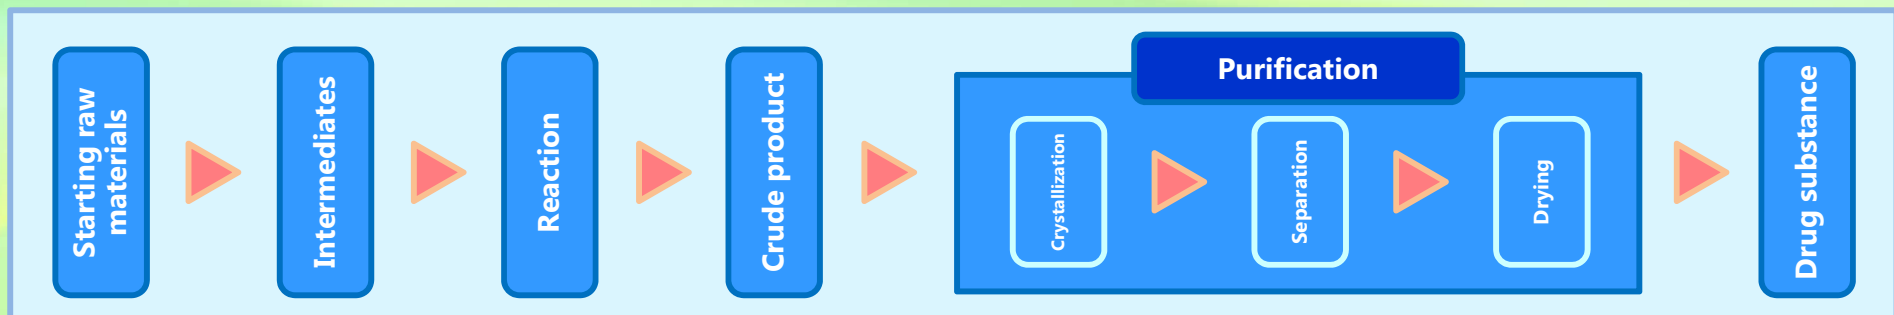 Starting raw
materials
Intermediates
Reaction
Crude product
Purification
Crystallization
Separation
Drying
Drug substance